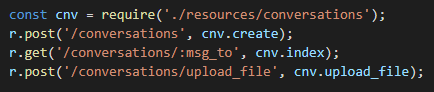 const cnv = require('./resources/conversations');
r.post('/conversations', cnv.create);
r.get('/conversations/:msg_to', cnv.index);
r.post('/conversations/upload_file', cnv.upload_file);